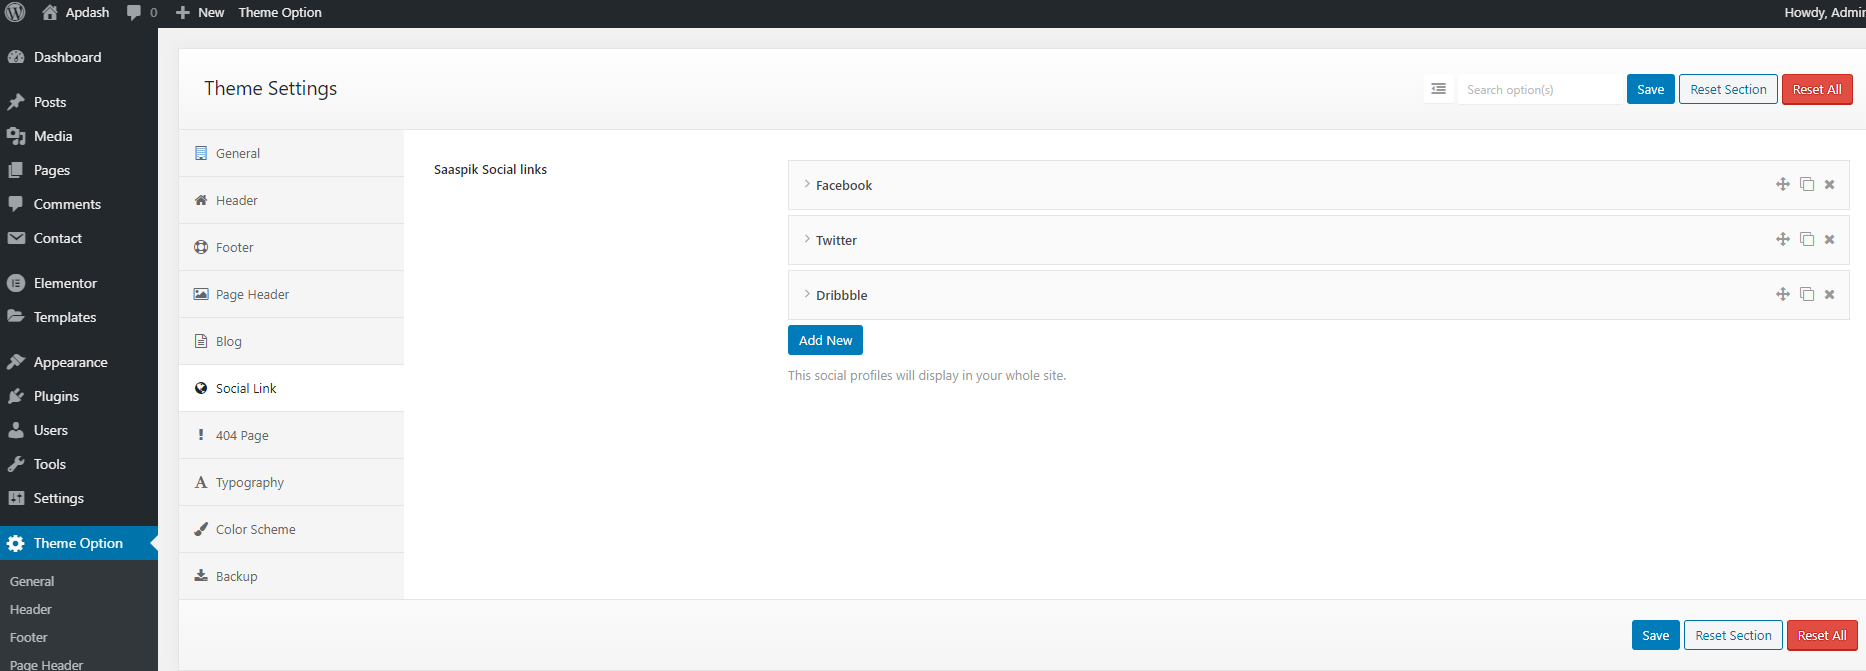 Apdash 0 New Theme Option Howdy, Admin
Dashboard
Posts
Media
Pages
Comments
Contact
Elementor
Templates
Appearance
Plugins
Users
Tools
Settings
Theme Option
General
Header
Footer
Page Header
Theme Settings
Search option(s) Save Reset Section Reset All
General
Header
Footer
Page Header
Blog
Social Link
404 Page
Typography
Color Scheme
Backup
Saaspik Social links
Facebook
Twitter
Dribbble
Add New
This social profiles will display in your whole site.
Save Reset Section Reset All